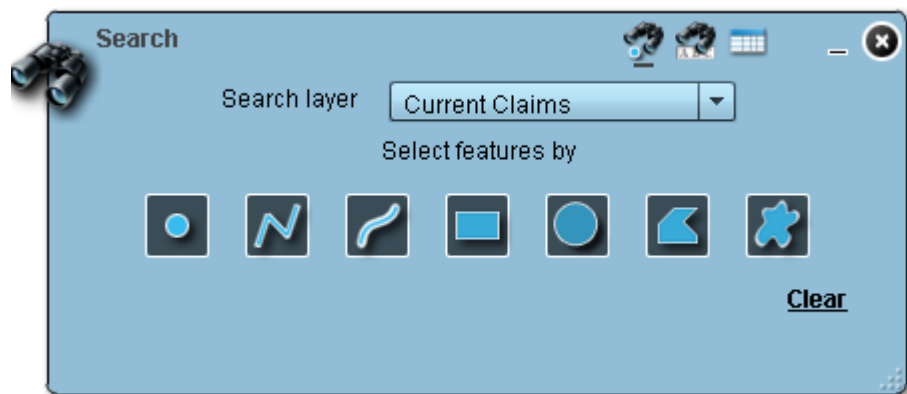 Search
Search layer Current Claims
Select features by
Clear